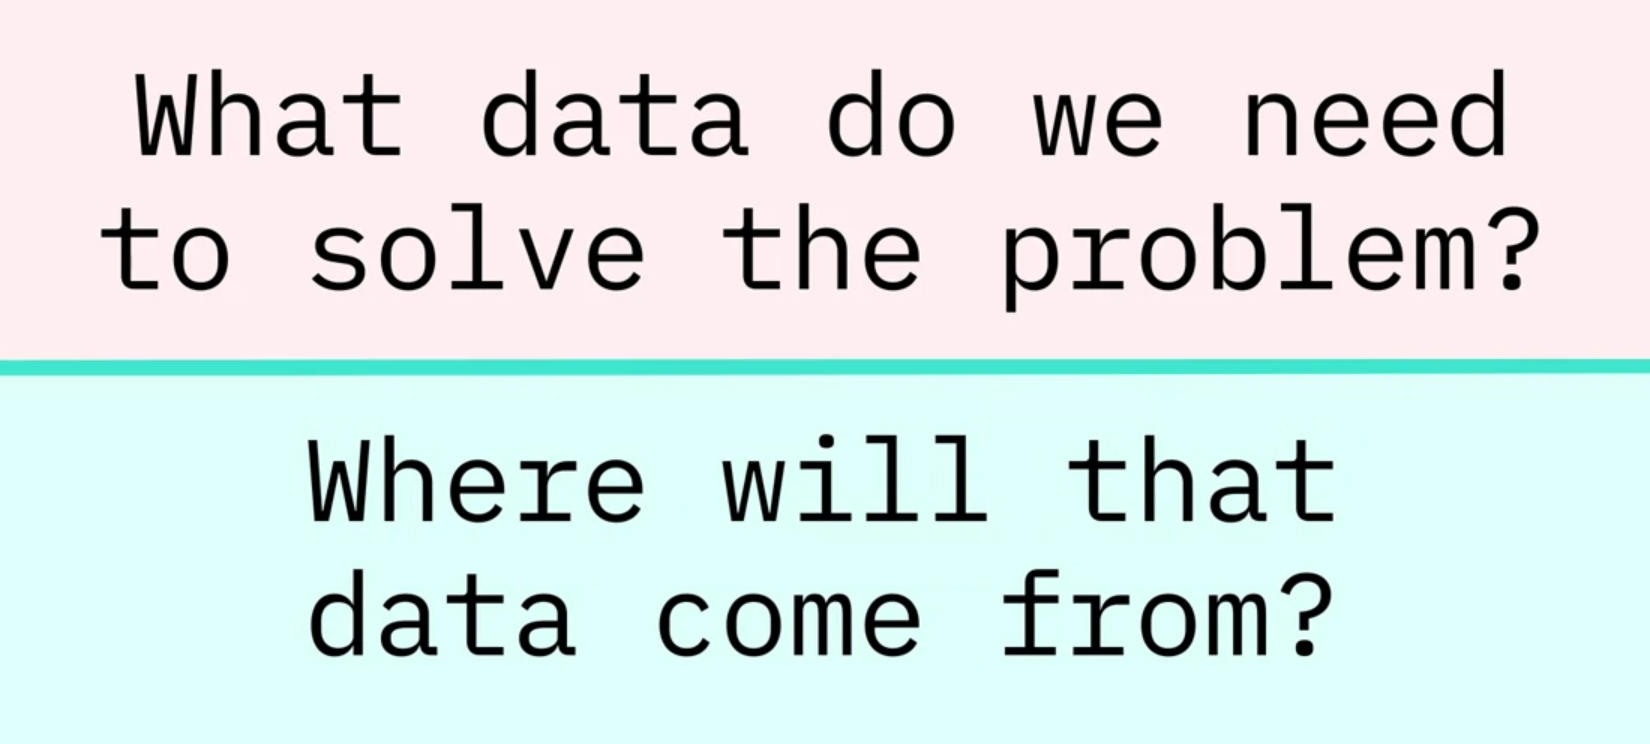 What data do we need
to solve the problem?
Where will that
data come from?